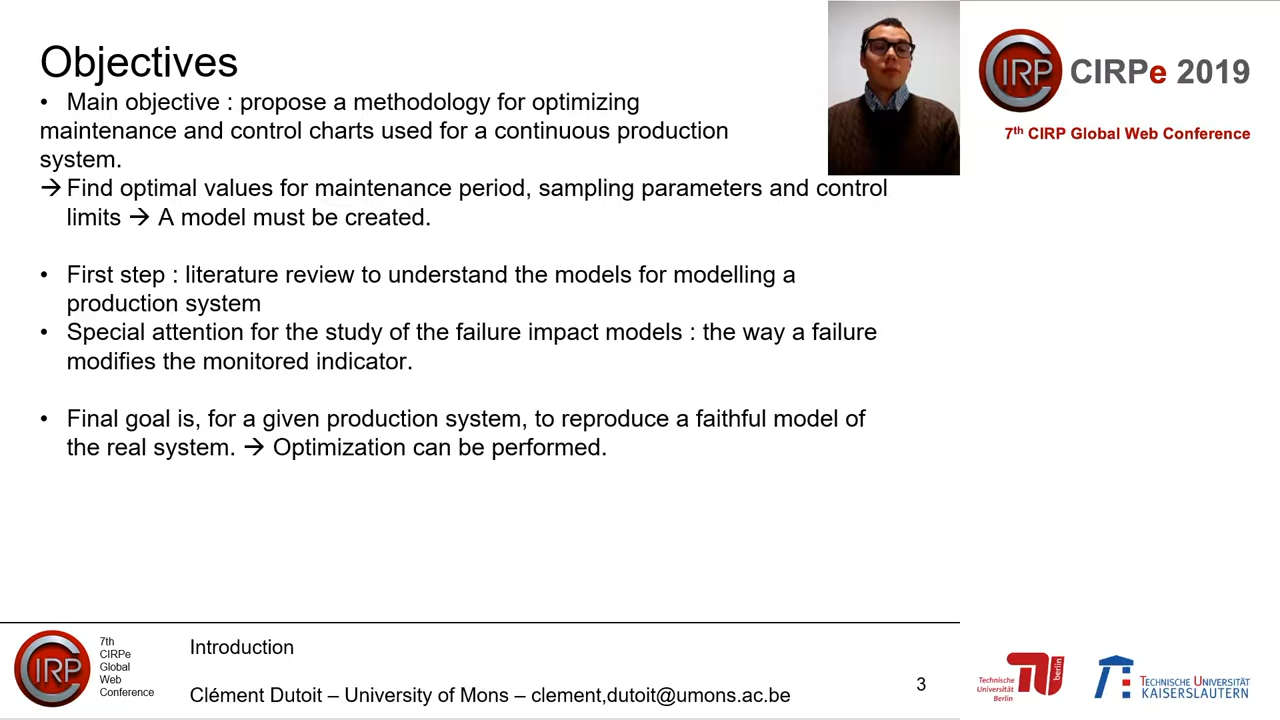 Objectives
• Main objective : propose a methodology for optimizing
maintenance and control charts used for a continuous production
system.
→ Find optimal values for maintenance period, sampling parameters and control
limits → A model must be created.
• First step : literature review to understand the models for modelling a
production system
• Special attention for the study of the failure impact models : the way a failure
modifies the monitored indicator.
• Final goal is, for a given production system, to reproduce a faithful model of
the real system. → Optimization can be performed.
CIRP
CIRPe 2019
7th CIRP Global Web Conference
CIRP
7th
CIRPe
Global
Web
Conference
Introduction
Clément Dutoit – University of Mons – clement,dutoit@umons.ac.be
3
Technische
Universität
Berlin
berlin
TECHNISCHE UNIVERSITÄT
KAISERSLAUTERN